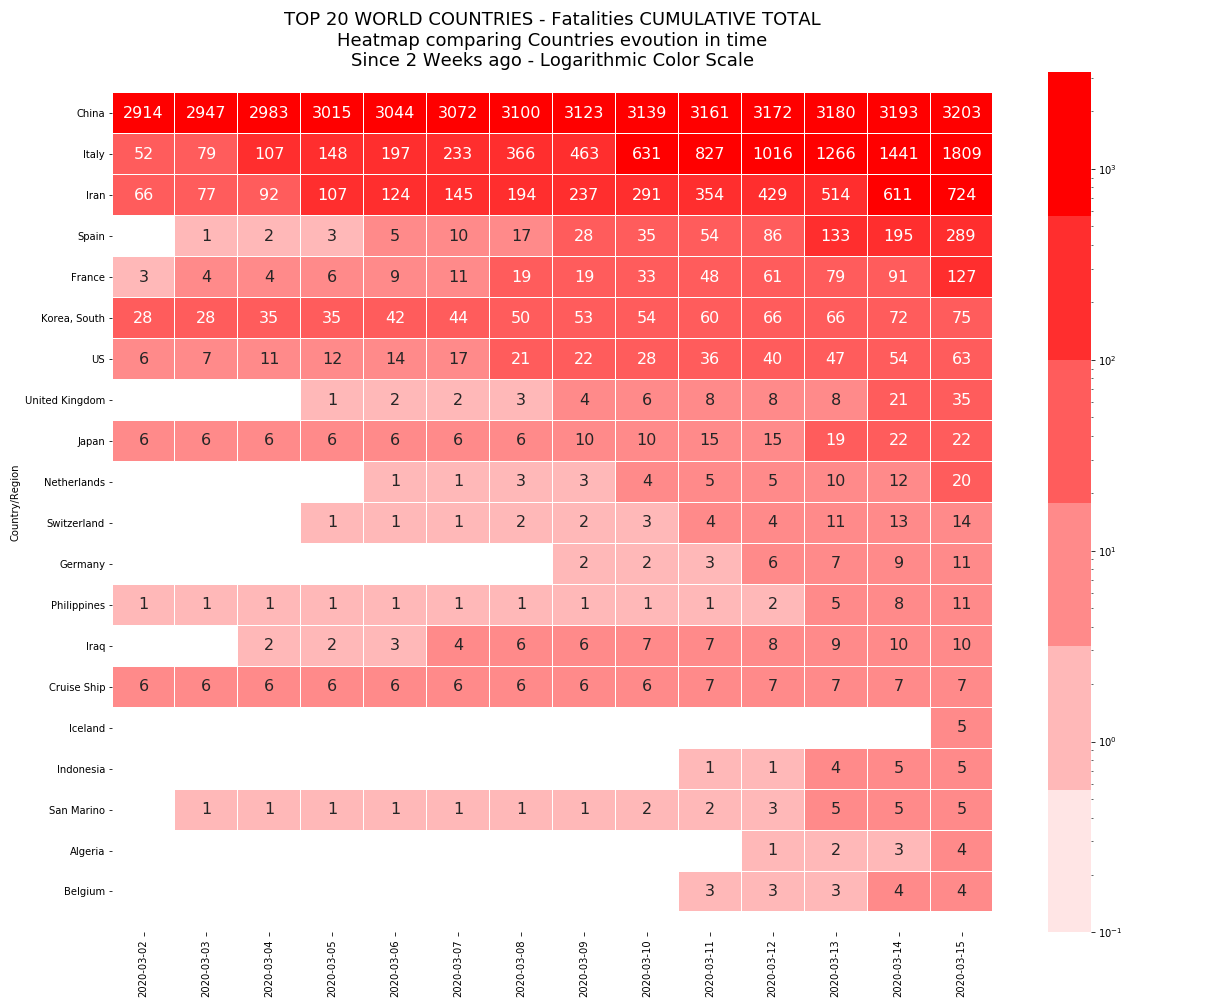 TOP 20 WORLD COUNTRIES - Fatalities CUMULATIVE TOTAL
Heatmap comparing Countries evoution in time
Since 2 Weeks ago - Logarithmic Color Scale
Country/Region
China 2914 2947 2983 3015 3044 3072 3100 3123 3139 3161 3172 3180 3193 3203
Italy 52 79 107 148 197 233 366 463 631 827 1016 1266 1441 1809
Iran 66 77 92 107 124 145 194 237 291 354 429 514 611 724
Spain 1 2 3 5 10 17 28 35 54 86 133 195 289
France 3 4 4 6 9 11 19 19 33 48 61 79 91 127
Korea, South 28 28 35 35 42 44 50 53 54 60 66 66 72 75
US 6 7 11 12 14 17 21 22 28 36 40 47 54 63
United Kingdom 1 2 2 3 4 6 8 8 8 21 35
Japan 6 6 6 6 6 6 6 10 10 15 15 19 22 22
Netherlands 1 1 3 3 4 5 5 10 12 20
Switzerland 1 1 1 2 2 3 4 4 11 13 14
Germany 2 2 3 6 7 9 11
Philippines 1 1 1 1 1 1 1 1 1 1 2 5 8 11
Iraq 2 2 3 4 6 6 7 7 8 9 10 10
Cruise Ship 6 6 6 6 6 6 6 6 6 7 7 7 7 7
Iceland 5
Indonesia 1 1 4 5 5
San Marino 1 1 1 1 1 1 1 2 2 3 5 5 5
Algeria 1 2 3 4
Belgium 3 3 3 4 4
2020-03-02 2020-03-03 2020-03-04 2020-03-05 2020-03-06 2020-03-07 2020-03-08 2020-03-09 2020-03-10 2020-03-11 2020-03-12 2020-03-13 2020-03-14 2020-03-15
10³
10²
10¹
10⁰
10⁻¹